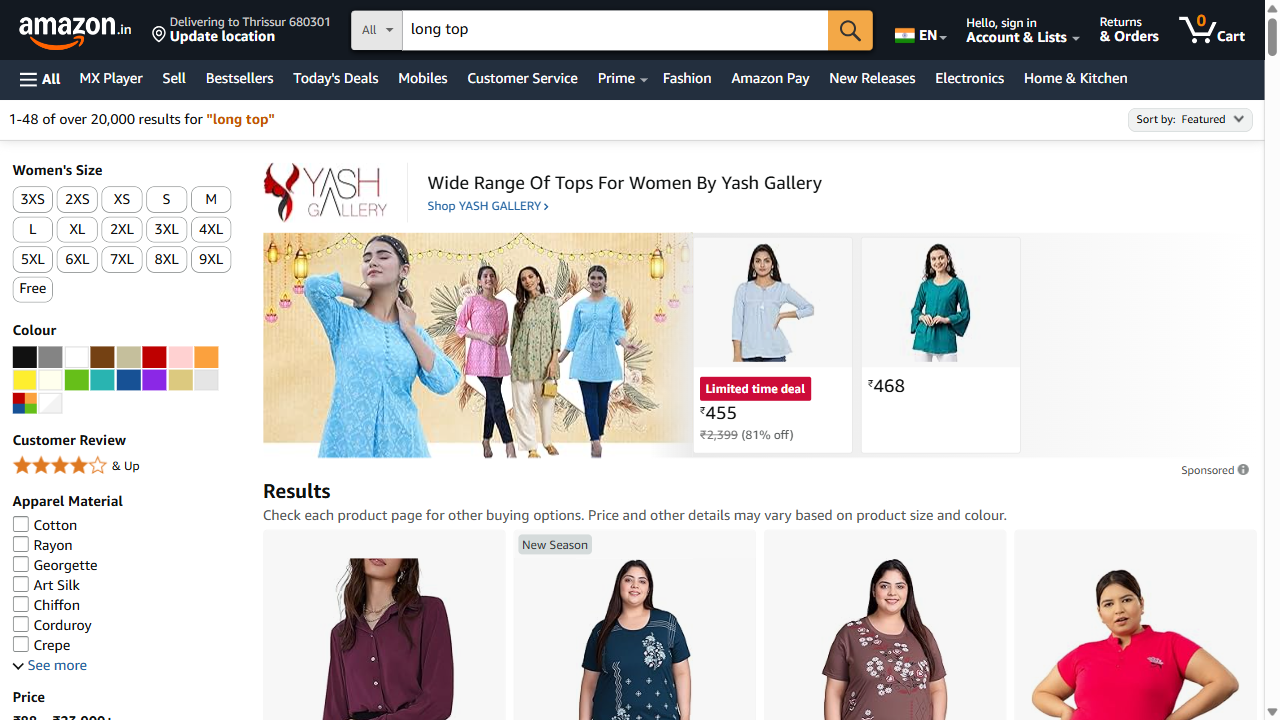 amazon.in
Delivering to Thrissur 680301
Update location
All
long top
EN
Hello, sign in
Account & Lists
Returns
& Orders
0
Cart
All
MX Player
Sell
Bestsellers
Today's Deals
Mobiles
Customer Service
Prime
Fashion
Amazon Pay
New Releases
Electronics
Home & Kitchen
1-48 of over 20,000 results for "long top"
Sort by: Featured
Women's Size
3XS 2XS XS S M
L XL 2XL 3XL 4XL
5XL 6XL 7XL 8XL 9XL
Free
Colour
Customer Review
& Up
Apparel Material
Cotton
Rayon
Georgette
Art Silk
Chiffon
Corduroy
Crepe
See more
Price
₹88 – ₹23,000+
YASH
GALLERY
Wide Range Of Tops For Women By Yash Gallery
Shop YASH GALLERY ›
Limited time deal
₹455
₹2,399 (81% off)
₹468
Sponsored
Results
Check each product page for other buying options. Price and other details may vary based on product size and colour.
New Season